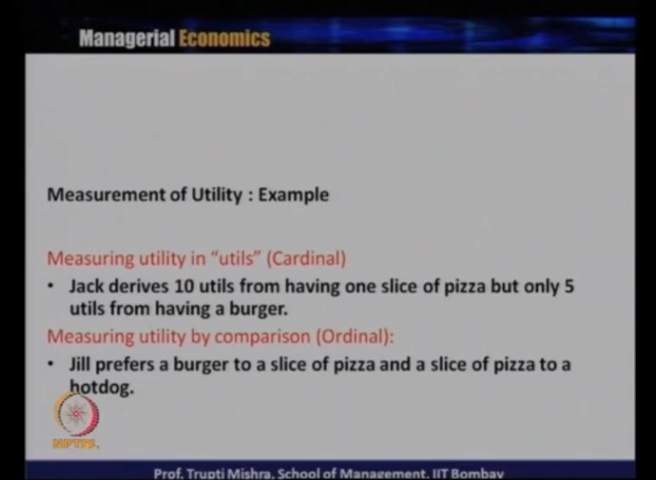 Managerial Economics
Measurement of Utility : Example
Measuring utility in "utils" (Cardinal)
• Jack derives 10 utils from having one slice of pizza but only 5
utils from having a burger.
Measuring utility by comparison (Ordinal):
• Jill prefers a burger to a slice of pizza and a slice of pizza to a
hotdog.
NPTEL
Prof. Trupti Mishra, School of Management, IIT Bombay